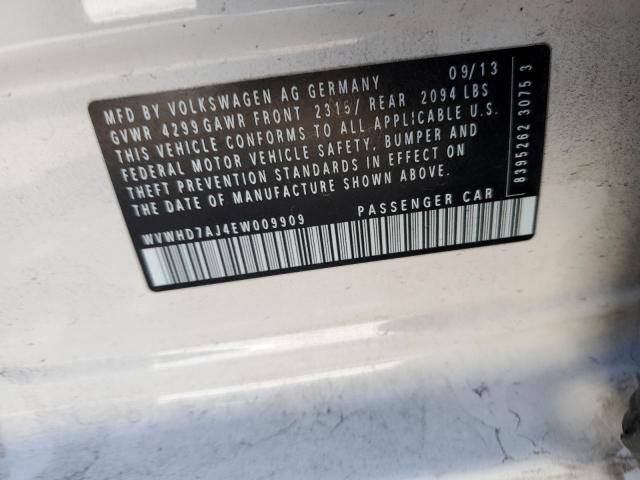 MFD BY VOLKSWAGEN AG GERMANY 09/13
GVWR 4299 GAWR FRONT 2315/ REAR 2094 LBS
THIS VEHICLE CONFORMS TO ALL APPLICABLE U.S.
FEDERAL MOTOR VEHICLE SAFETY, BUMPER AND
THEFT PREVENTION STANDARDS IN EFFECT ON
THE DATE OF MANUFACTURE SHOWN ABOVE.
WVWHD7AJ4EW009909 PASSENGER CAR
8395262 3075 3